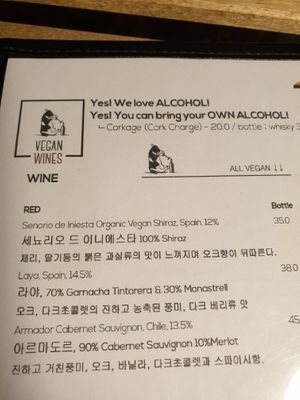 Yes! We love ALCOHOL!
Yes! You can bring your OWN ALCOHOL!
ㄴ Corkage (Cork Charge) - 20.0 / bottle ; whisky 3
VEGAN
WINES
WINE
ALL VEGAN ↓↓
RED Bottle
Senorio de Iniesta Organic Vegan Shiraz, Spain, 12% 35.0
세뇨리오 드 이니에스타 100% Shiraz
체리, 딸기등의 붉은 과실류의 맛이 느껴지며 오크향이 뒤따른다.
Laya, Spain, 14.5% 38.0
라야, 70% Garnacha Tintorera & 30% Monastrell
오크, 다크초콜렛의 진하고 농축된 풍미, 다크 베리류 맛
Armador Cabernet Sauvignon, Chile, 13.5% 45
아르마도르, 90% Cabernet Sauvignon 10%Merlot
진하고 거친풍미, 오크, 바닐라, 다크초콜렛과 스파이시함.